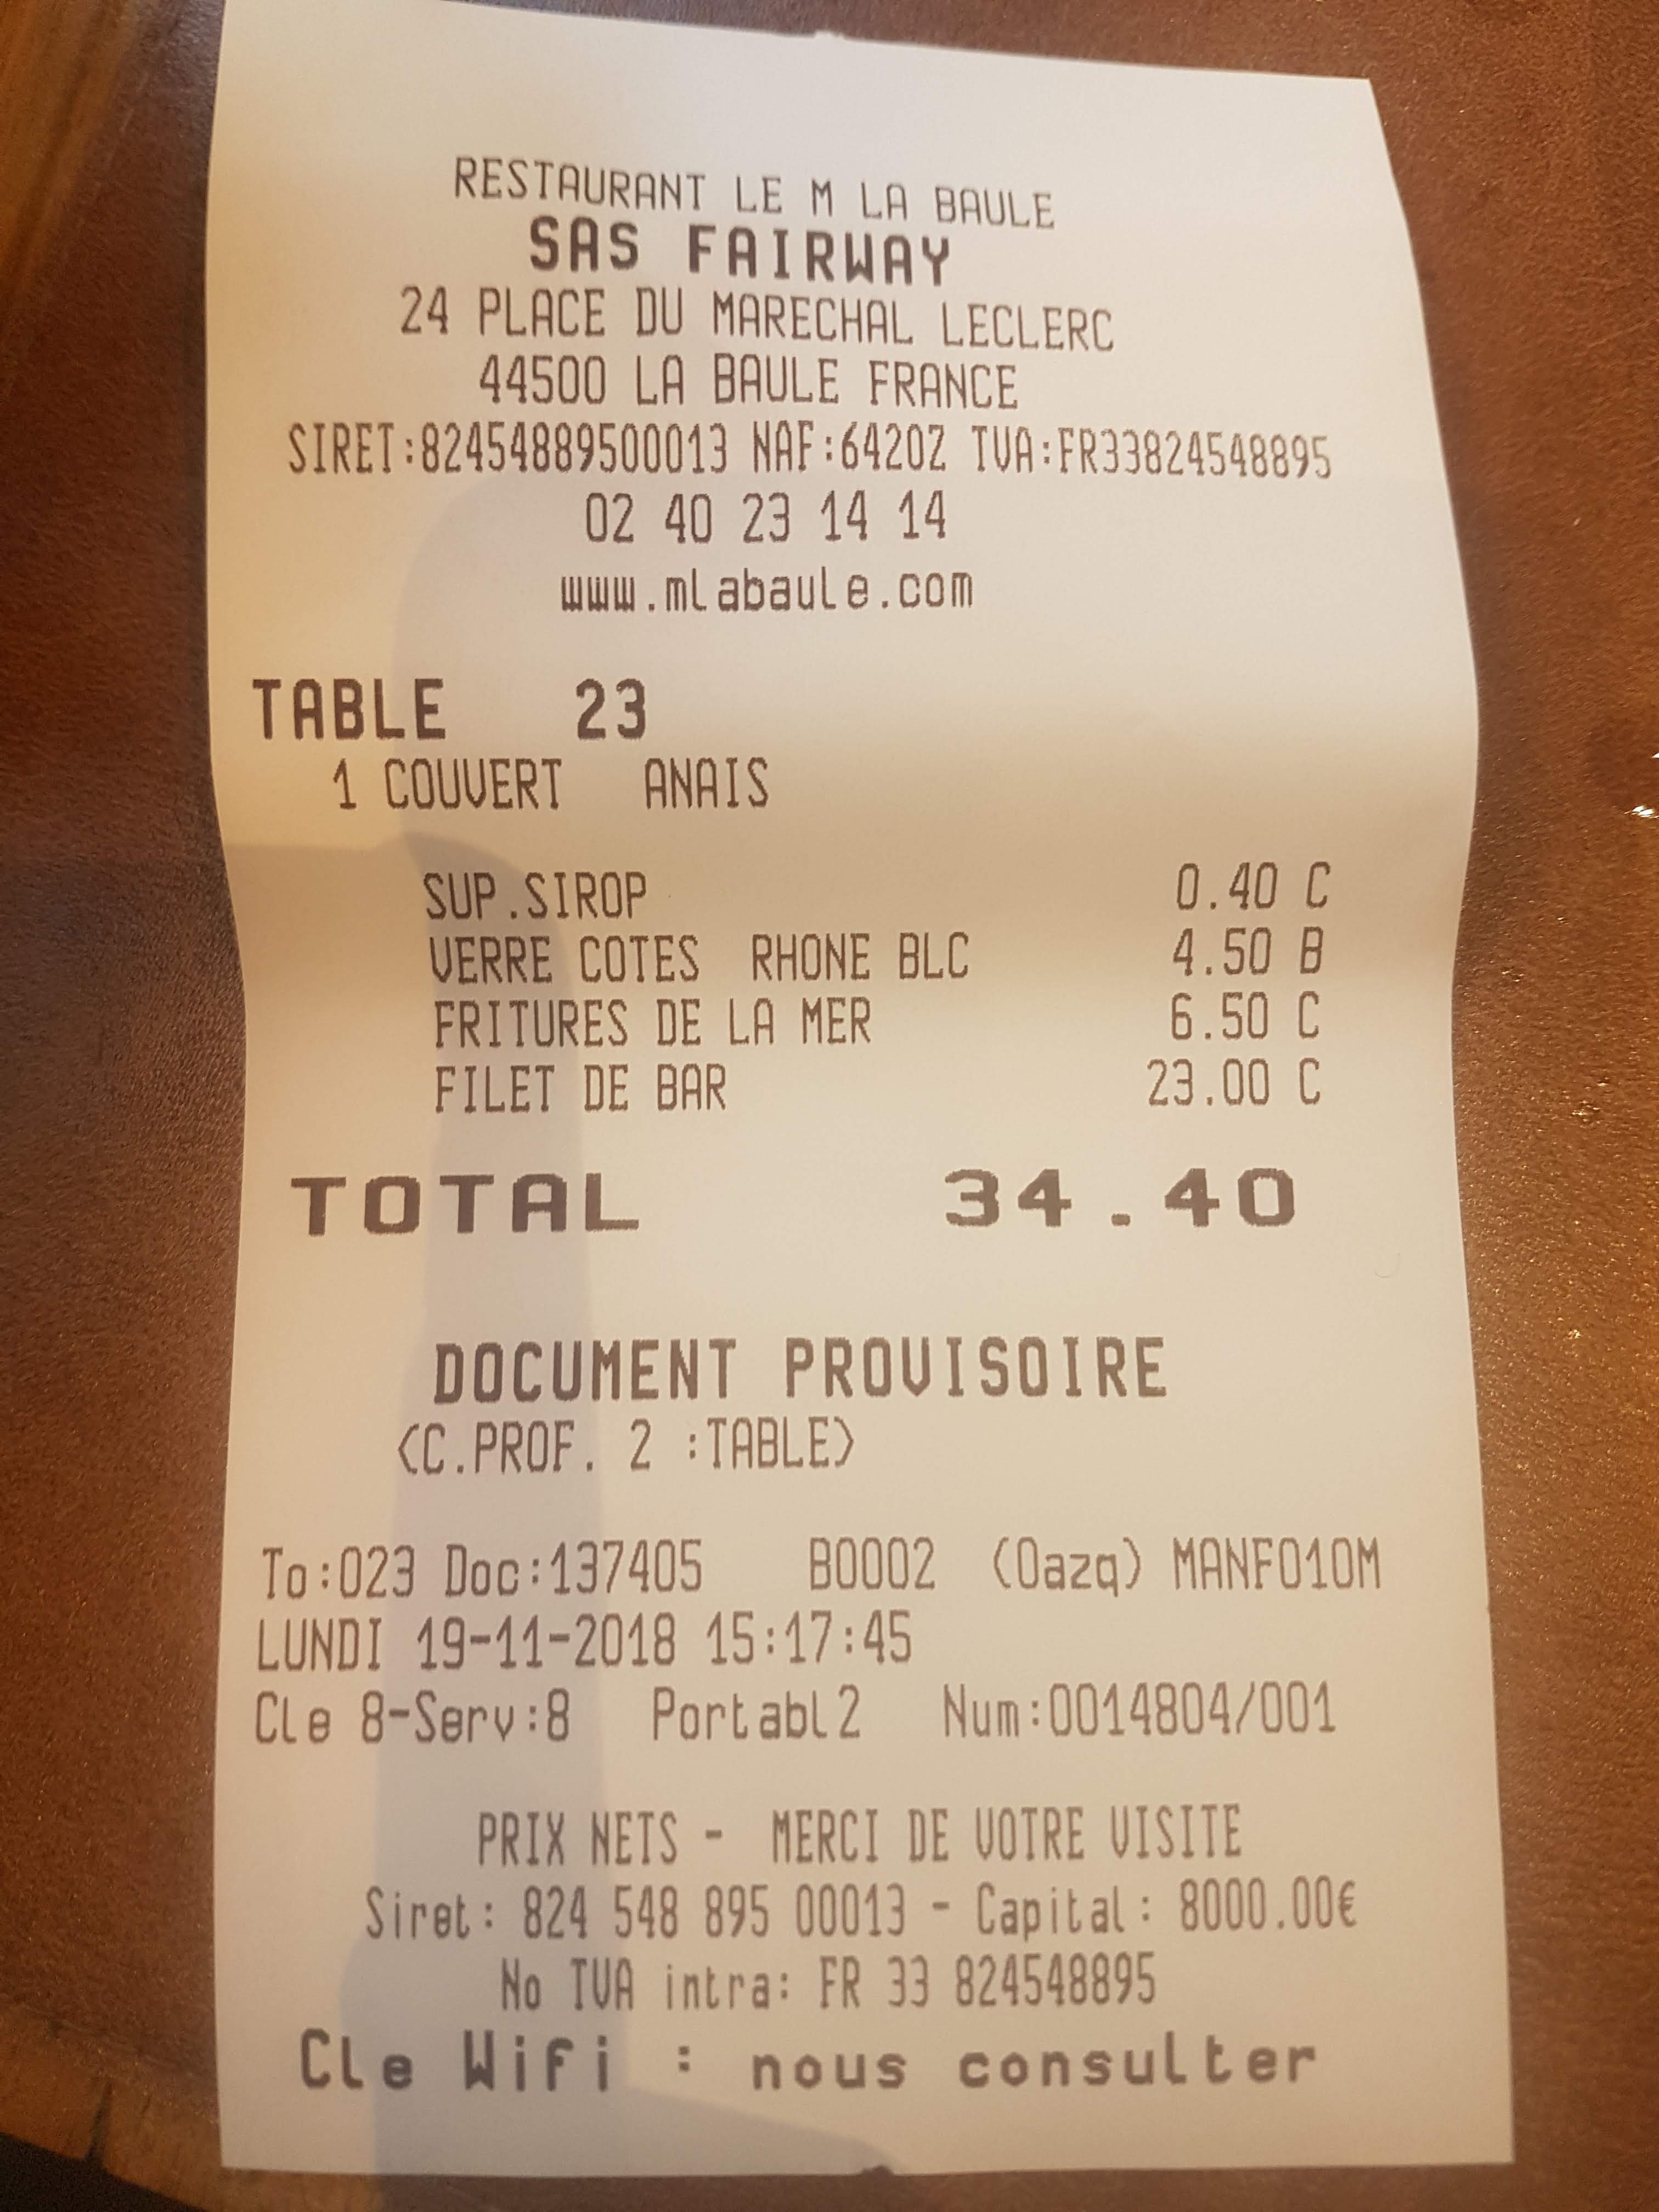 RESTAURANT LE M LA BAULE
SAS FAIRWAY
24 PLACE DU MARECHAL LECLERC
44500 LA BAULE FRANCE
SIRET:82454889500013 NAF:6420Z TVA:FR33824548895
02 40 23 14 14
www.mlabaule.com
TABLE 23
1 COUVERT ANAIS
SUP.SIROP 0.40 C
VERRE COTES RHONE BLC 4.50 B
FRITURES DE LA MER 6.50 C
FILET DE BAR 23.00 C
TOTAL 34.40
DOCUMENT PROVISOIRE
<C.PROF. 2 :TABLE>
To:023 Doc:137405 B0002 (Oazq) MANF010M
LUNDI 19-11-2018 15:17:45
Cle 8-Serv:8 Portabl2 Num:0014804/001
PRIX NETS - MERCI DE VOTRE VISITE
Siret: 824 548 895 00013 - Capital: 8000.00€
No TVA intra: FR 33 824548895
Cle Wifi : nous consulter